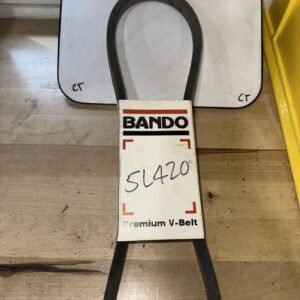 CT
CT
BANDO
5L420
Premium V-Belt